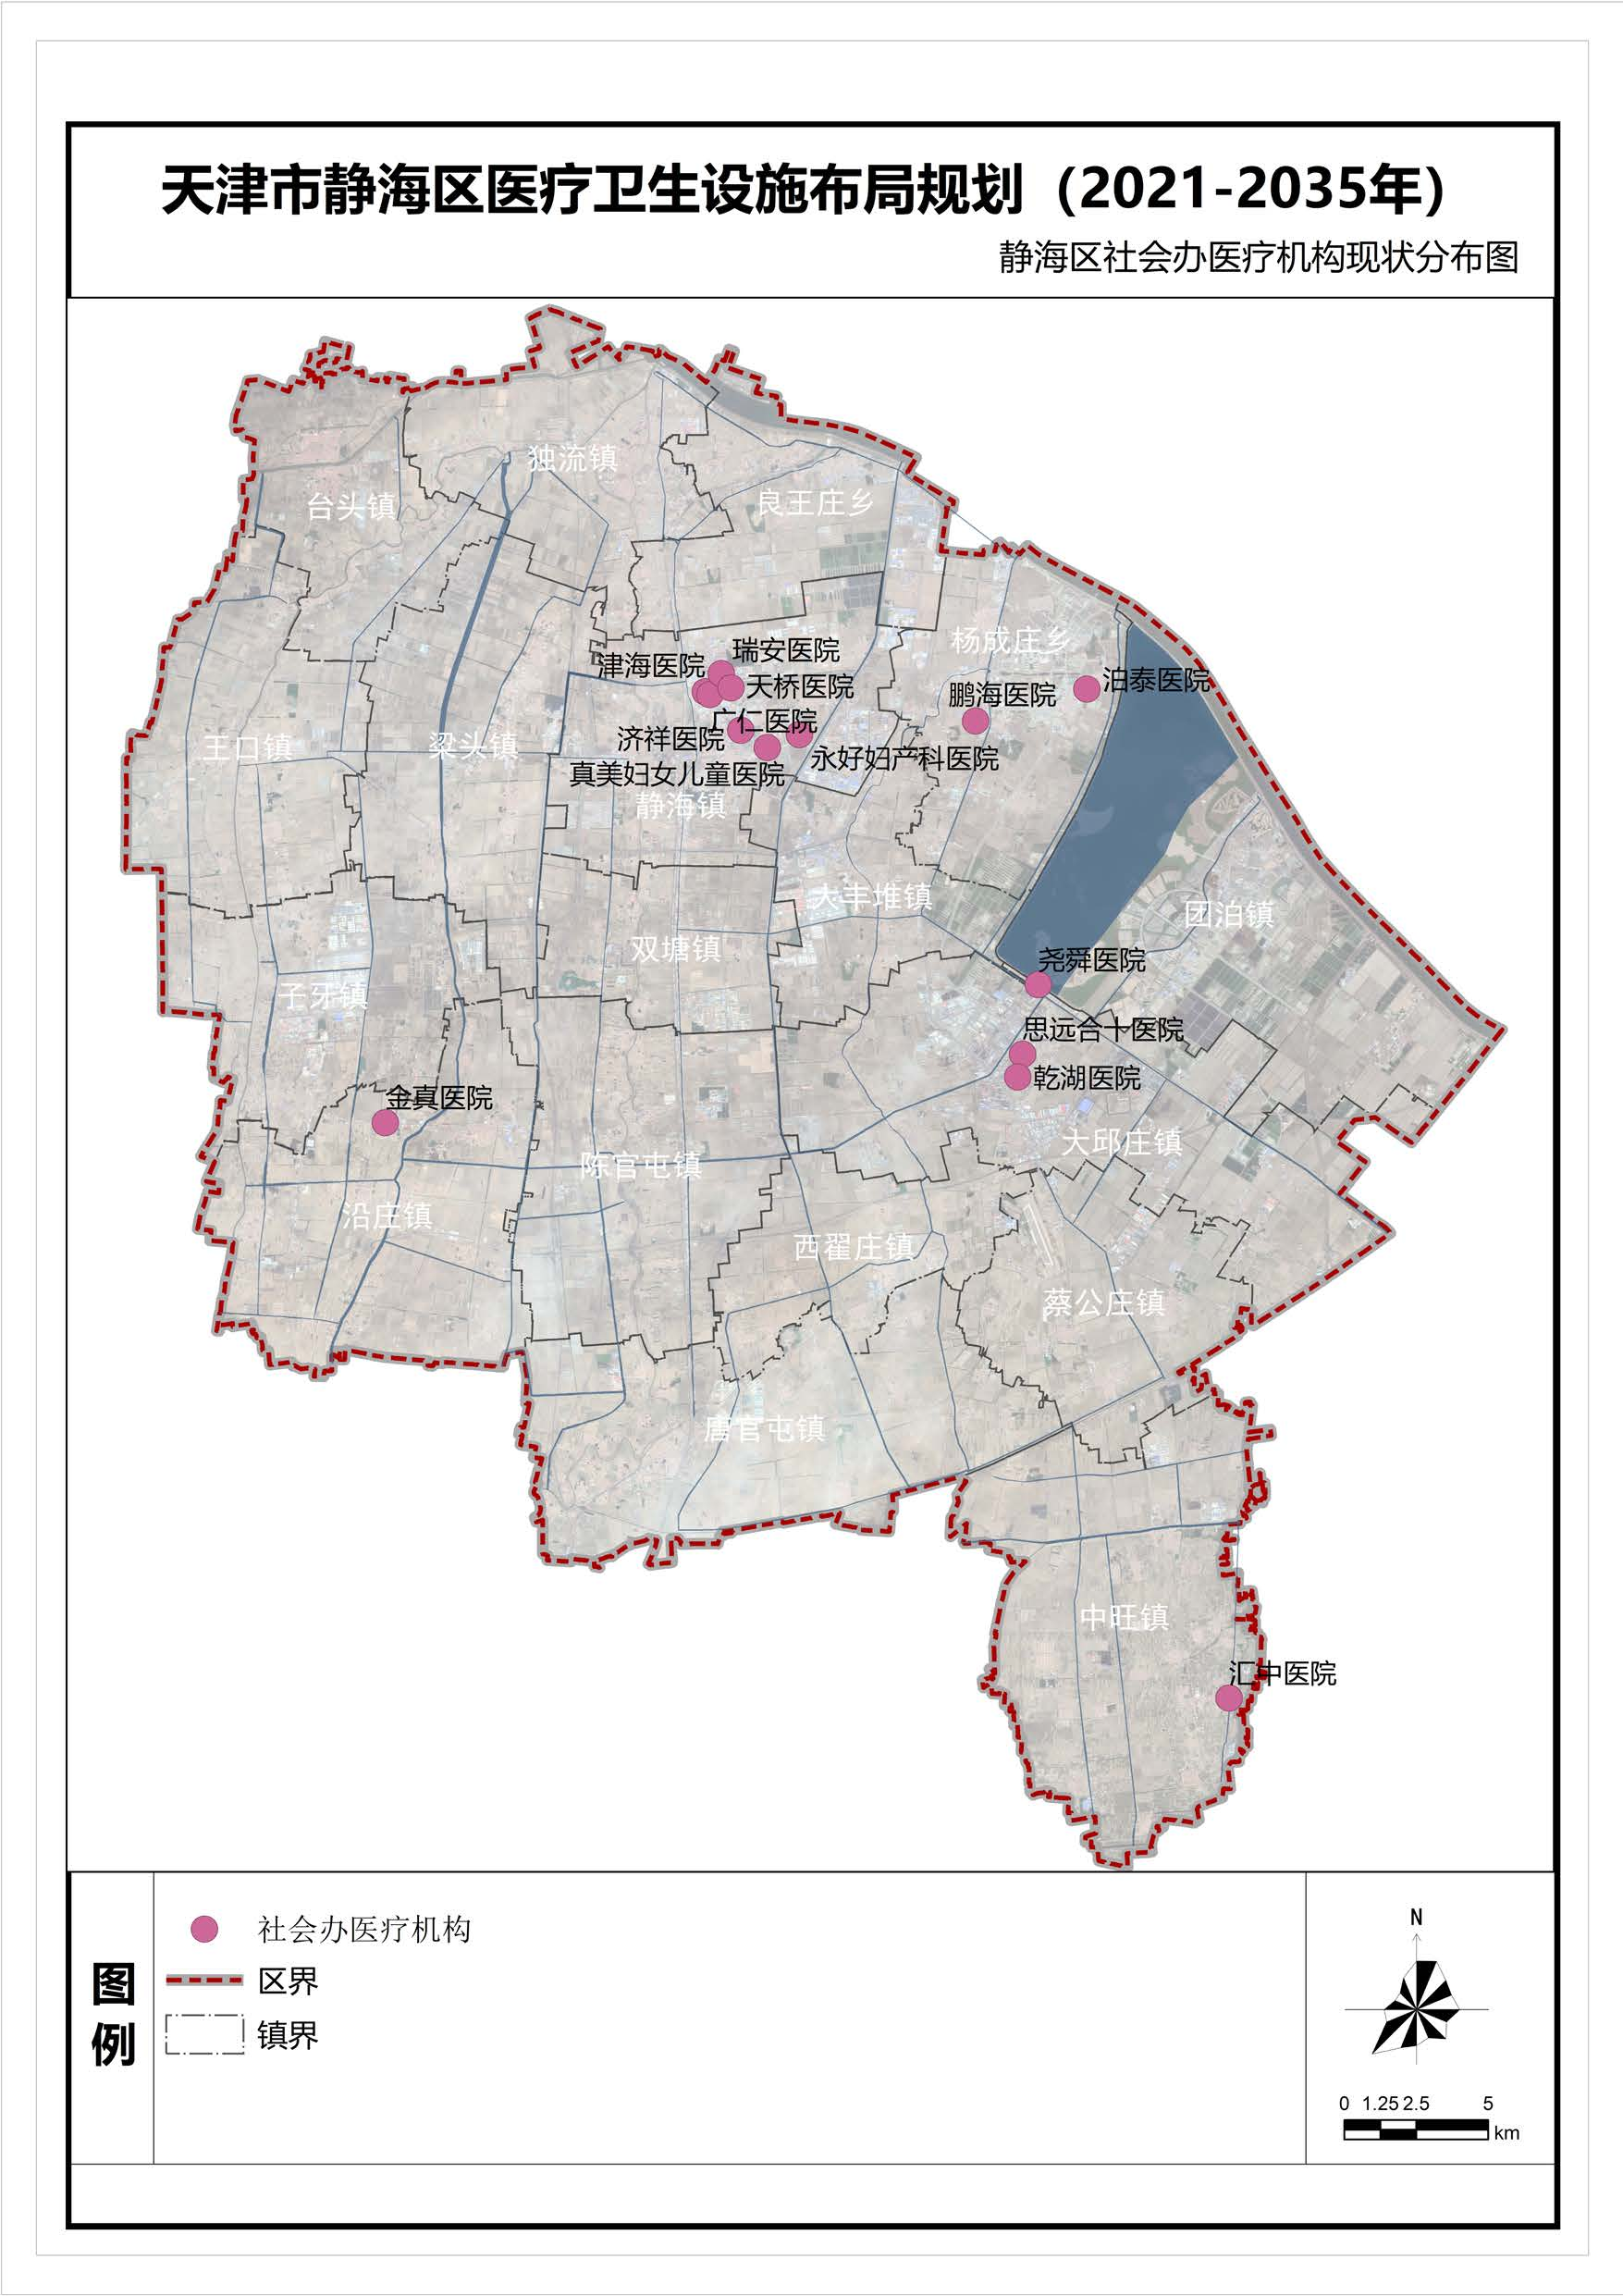 天津市静海区医疗卫生设施布局规划（2021-2035年）
静海区社会办医疗机构现状分布图
独流镇
台头镇
良王庄乡
杨成庄乡
瑞安医院
津海医院
天桥医院
泊泰医院
鹏海医院
广仁医院
济祥医院
王口镇
梁头镇
永好妇产科医院
真美妇女儿童医院
静海镇
大丰堆镇
团泊镇
双塘镇
尧舜医院
子牙镇
思远合十医院
乾湖医院
金真医院
大邱庄镇
陈官屯镇
沿庄镇
西翟庄镇
蔡公庄镇
唐官屯镇
中旺镇
汇中医院
图例
社会办医疗机构
区界
镇界
N
0 1.25 2.5 5
km